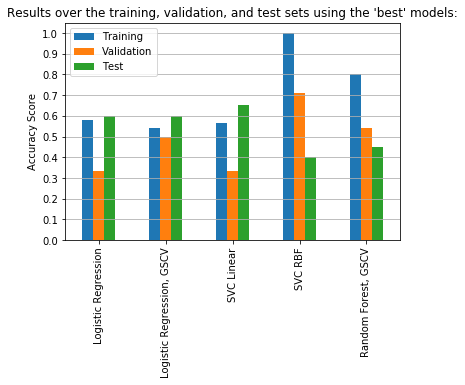 Results over the training, validation, and test sets using the 'best' models:
Training
Validation
Test
Accuracy Score
1.0
0.9
0.8
0.7
0.6
0.5
0.4
0.3
0.2
0.1
0.0
Logistic Regression
Logistic Regression, GSCV
SVC Linear
SVC RBF
Random Forest, GSCV